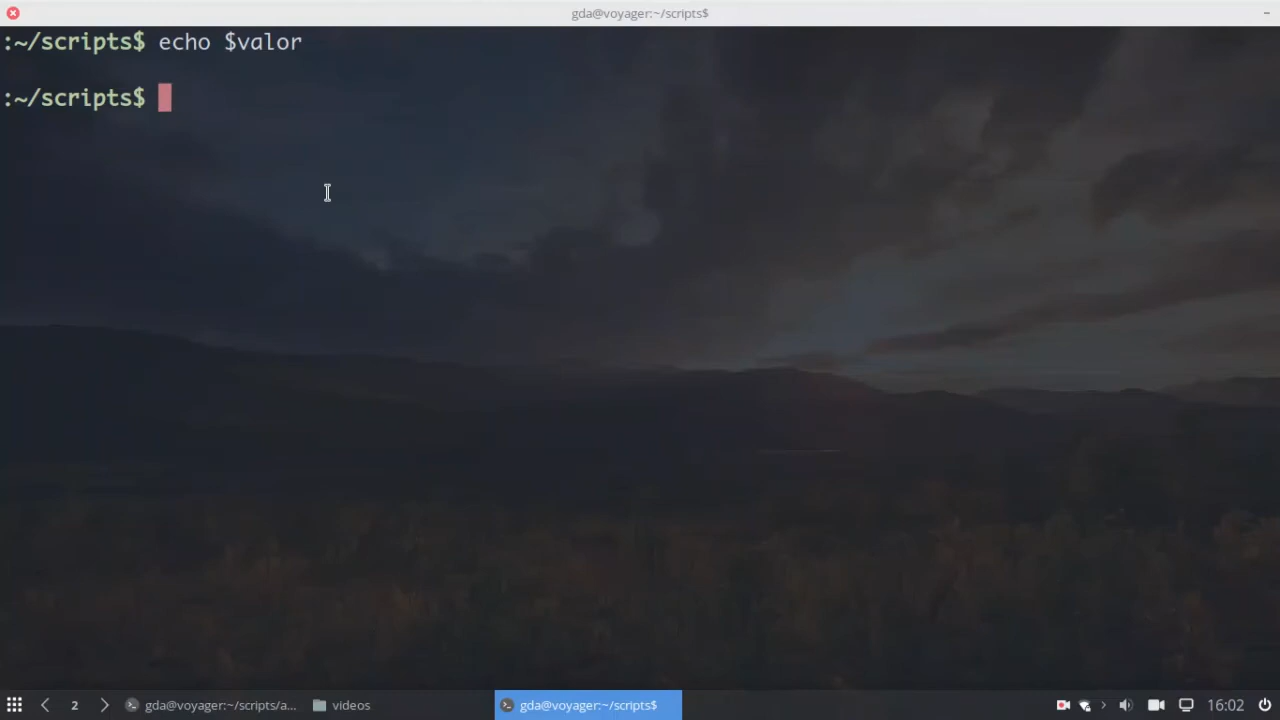 gda@voyager:~/scripts$
:~/scripts$ echo $valor
:~/scripts$
2
gda@voyager:~/scripts/a...
videos
gda@voyager:~/scripts$
16:02